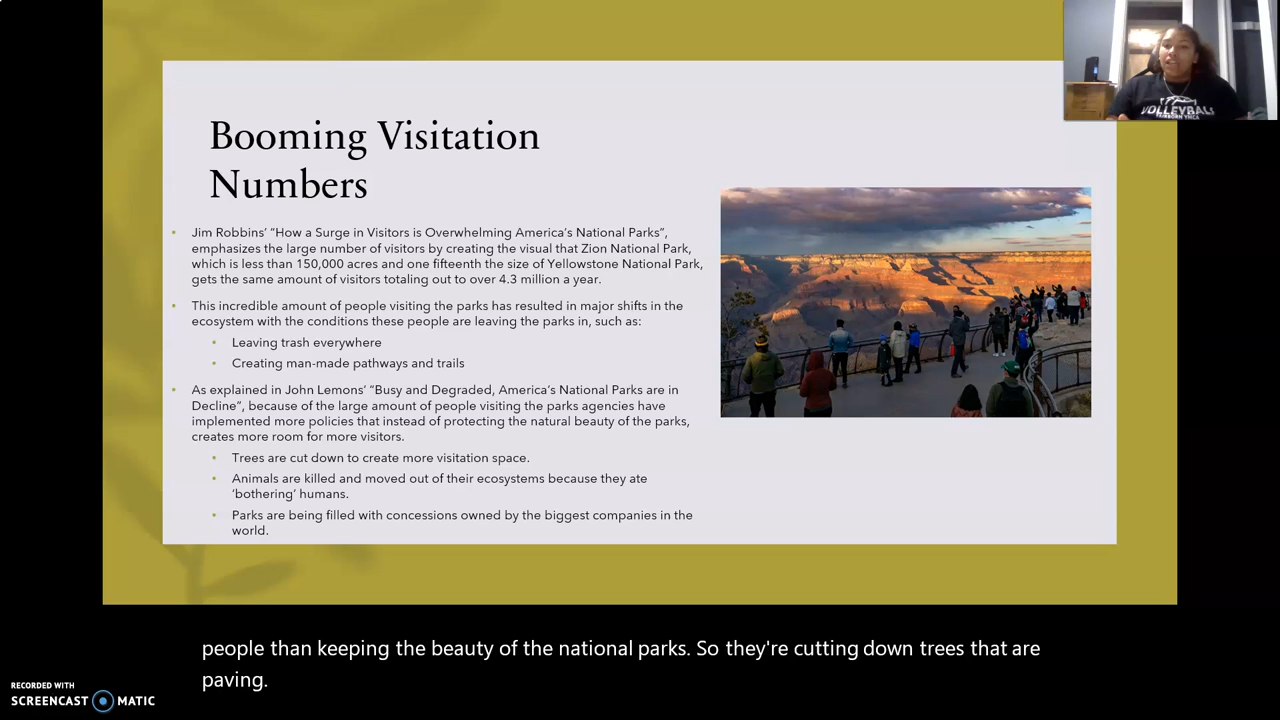 VOLLEYBALL
FAIRBORN YMCA
Booming Visitation
Numbers
• Jim Robbins’ “How a Surge in Visitors is Overwhelming America’s National Parks”,
emphasizes the large number of visitors by creating the visual that Zion National Park,
which is less than 150,000 acres and one fifteenth the size of Yellowstone National Park,
gets the same amount of visitors totaling out to over 4.3 million a year.
• This incredible amount of people visiting the parks has resulted in major shifts in the
ecosystem with the conditions these people are leaving the parks in, such as:
• Leaving trash everywhere
• Creating man-made pathways and trails
• As explained in John Lemons’ “Busy and Degraded, America’s National Parks are in
Decline”, because of the large amount of people visiting the parks agencies have
implemented more policies that instead of protecting the natural beauty of the parks,
creates more room for more visitors.
• Trees are cut down to create more visitation space.
• Animals are killed and moved out of their ecosystems because they ate
‘bothering’ humans.
• Parks are being filled with concessions owned by the biggest companies in the
world.
people than keeping the beauty of the national parks. So they're cutting down trees that are
paving.
RECORDED WITH
SCREENCAST MATIC